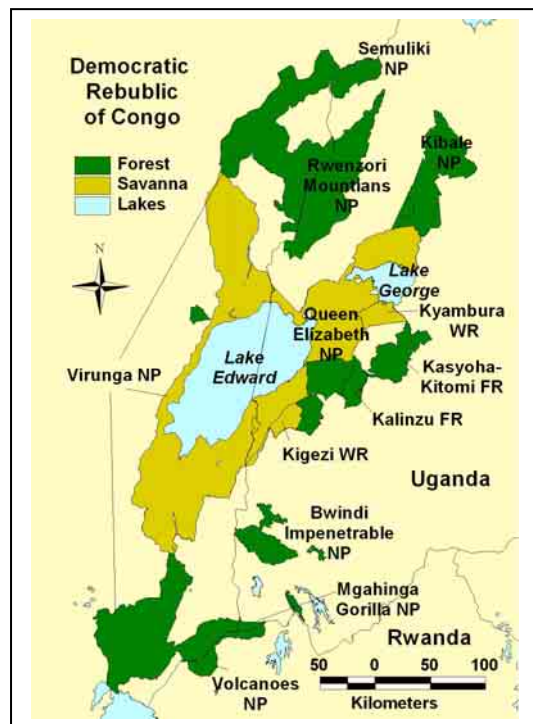 Democratic
Rebublic
of Congo
Forest
Savanna
Lakes
N
Semuliki
NP
Kibale
NP
Rwenzori
Mountians
NP
Lake
George
Queen
Elizabeth
NP
Kyambura
WR
Lake
Edward
Virunga NP
Kasyoha-
Kitomi FR
Kalinzu FR
Kigezi WR
Uganda
Bwindi
Impenetrable
NP
Mgahinga
Gorilla NP
Rwanda
Volcanoes
NP
50 0 50 100
Kilometers